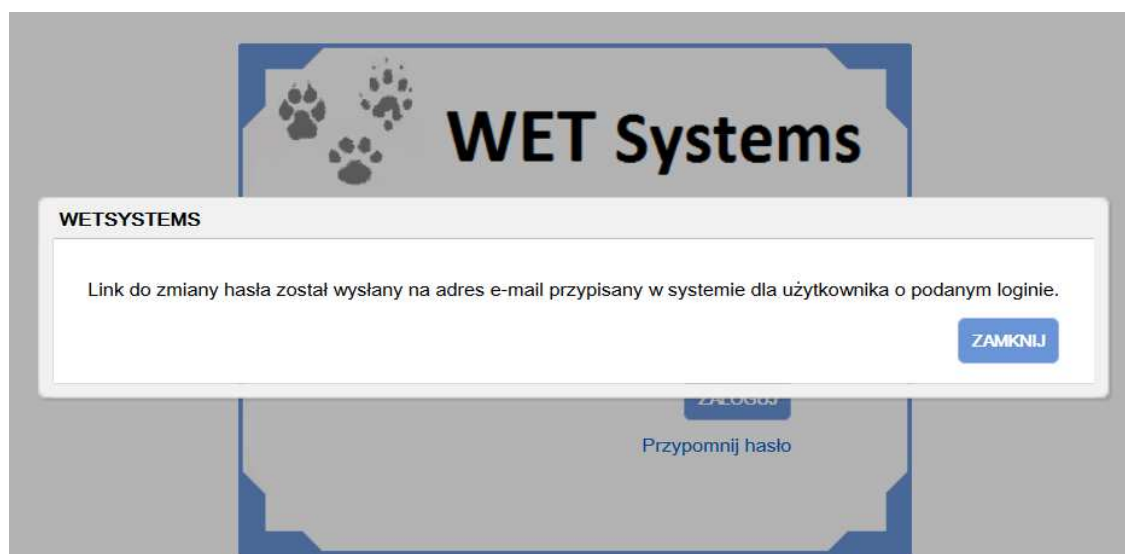 WET Systems
WETSYSTEMS
Link do zmiany hasła został wysłany na adres e-mail przypisany w systemie dla użytkownika o podanym loginie.
ZAMKNIJ
ZALOGUJ
Przypomnij hasło